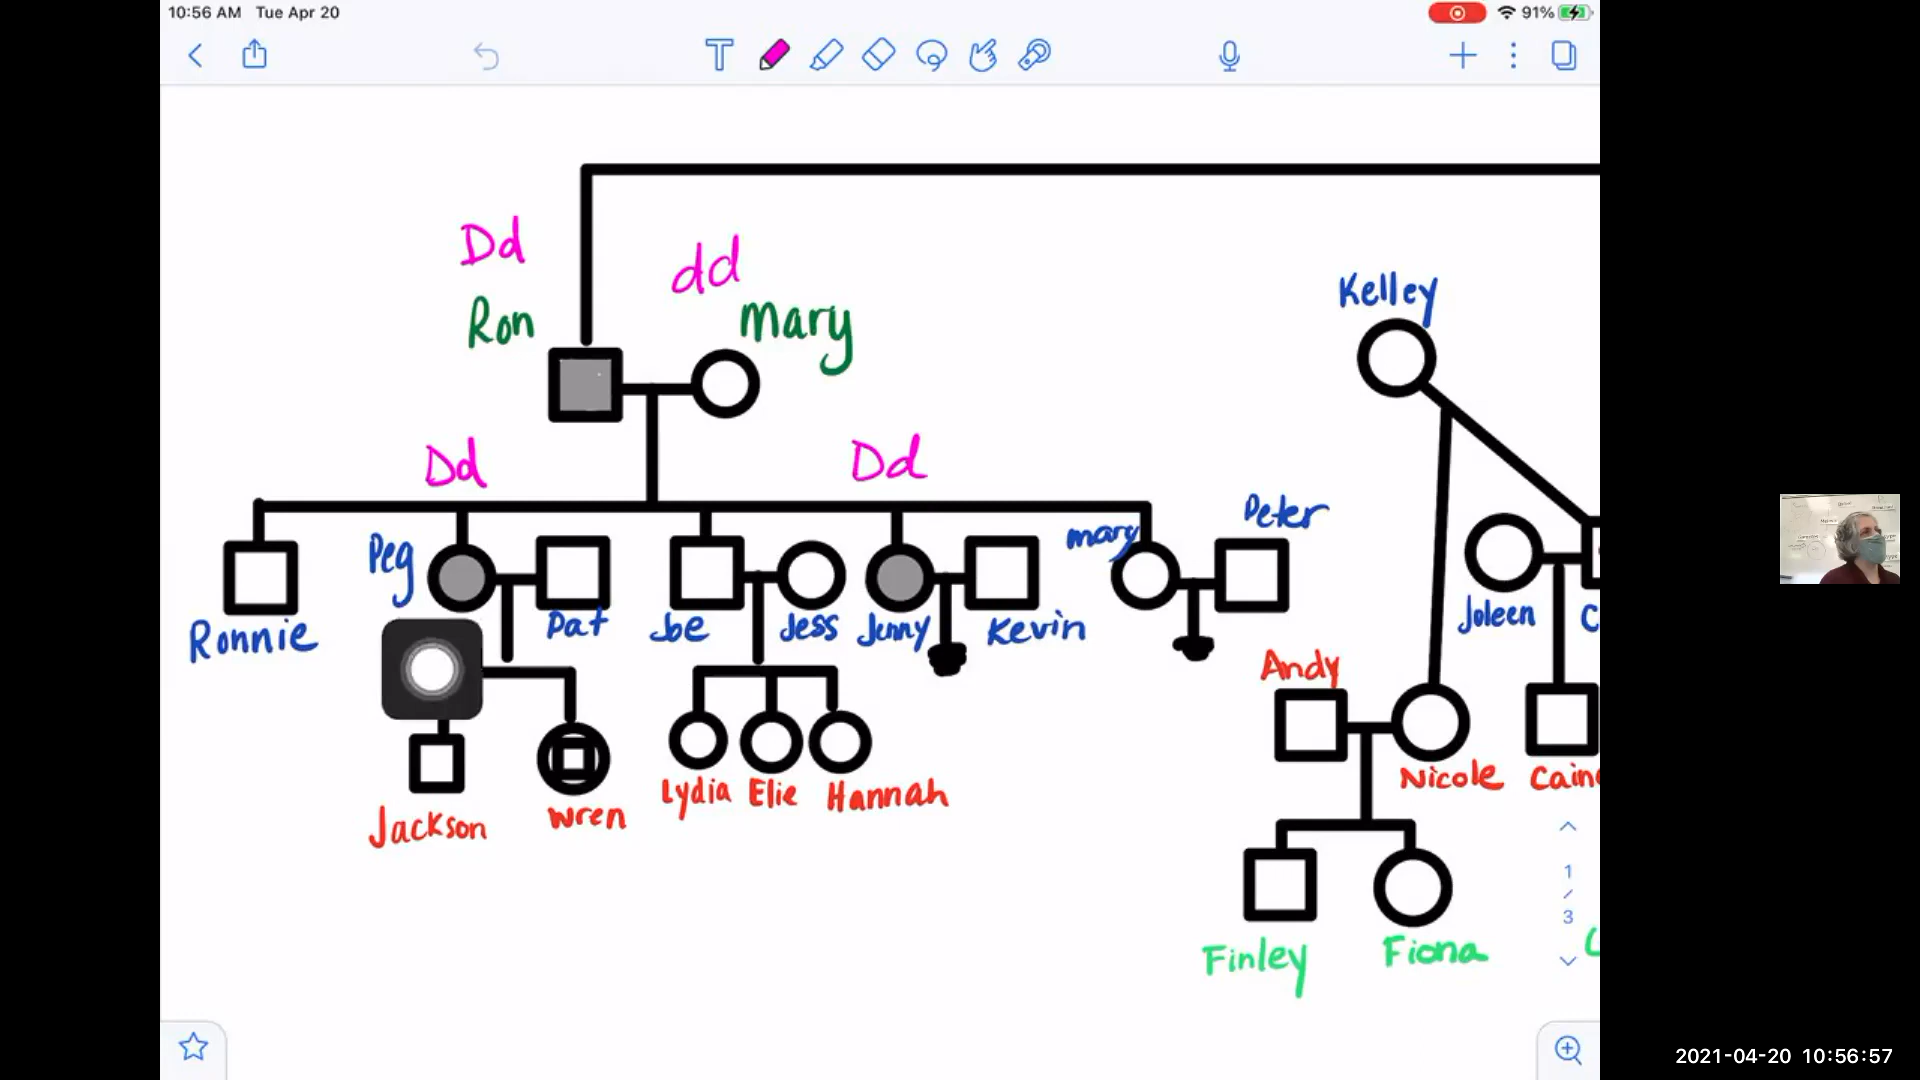 10:56 AM Tue Apr 20
91%
T
Dd
dd
Kelley
Ron
Mary
Dd
Dd
Peter
Peg
mary
Ronnie
Pat
Joe
Jess
Jenny
Kevin
Joleen
C
Andy
Jackson
Wren
Lydia
Elie
Hannah
Nicole
Cain
1
/
3
Finley
Fiona
2021-04-20 10:56:57